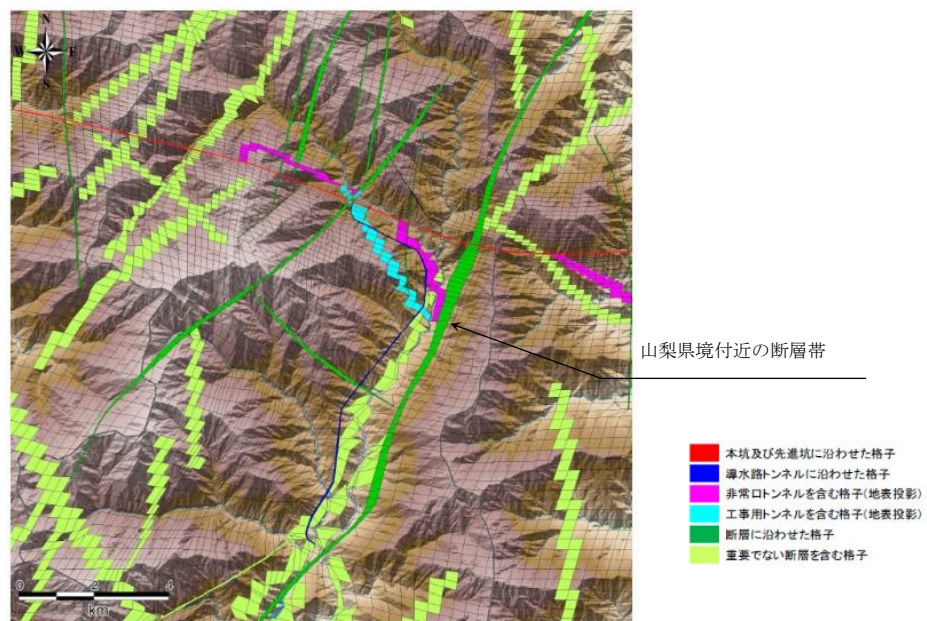 N
W E
S
山梨県境付近の断層帯
本坑及び先進坑に沿わせた格子
導水路トンネルに沿わせた格子
非常口トンネルを含む格子(地表投影)
工事用トンネルを含む格子(地表投影)
断層に沿わせた格子
重要でない断層を含む格子
0 2 4
km